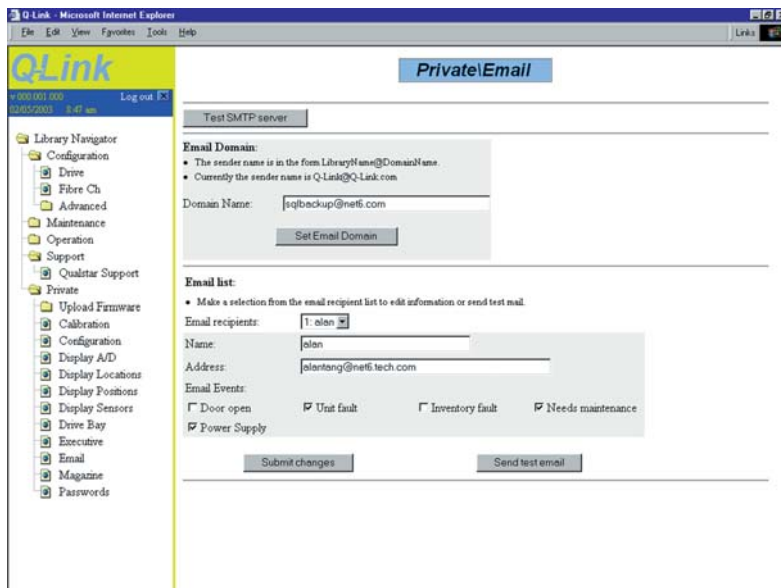 Q-Link - Microsoft Internet Explorer
File Edit View Favorites Tools Help
Links
Q-Link
v 000.001.000 Log out
02/05/2003 8:47 am
Library Navigator
Configuration
Drive
Fibre Ch
Advanced
Maintenance
Operation
Support
Qualstar Support
Private
Upload Firmware
Calibration
Configuration
Display A/D
Display Locations
Display Positions
Display Sensors
Drive Bay
Executive
Email
Magazine
Passwords
Private\Email
Test SMTP server
Email Domain:
• The sender name is in the form LibraryName@DomainName.
• Currently the sender name is Q-Link@Q-Link.com
Domain Name: sqlbackup@net6.com
Set Email Domain
Email list:
• Make a selection from the email recipient list to edit information or send test mail.
Email recipients: 1: alan
Name: alan
Address: alantang@net6.tech.com
Email Events:
Door open Unit fault Inventory fault Needs maintenance
Power Supply
Submit changes Send test email